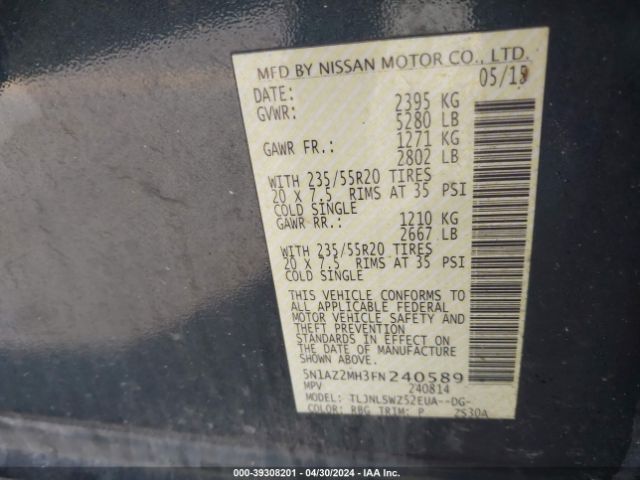 MFD BY NISSAN MOTOR CO., LTD.
DATE: 05/15
GVWR: 2395 KG
5280 LB
GAWR FR.: 1271 KG
2802 LB
WITH 235/55R20 TIRES
20 X 7.5 RIMS AT 35 PSI
COLD SINGLE
GAWR RR.: 1210 KG
2667 LB
WITH 235/55R20 TIRES
20 X 7.5 RIMS AT 35 PSI
COLD SINGLE
THIS VEHICLE CONFORMS TO
ALL APPLICABLE FEDERAL
MOTOR VEHICLE SAFETY AND
THEFT PREVENTION
STANDARDS IN EFFECT ON
THE DATE OF MANUFACTURE
SHOWN ABOVE.
5N1AZ2MH3FN240589
MPV 240814
MODEL: TLJNLSWZ52EUA--DG-
COLOR: RBG TRIM: P ZS30A
000-39308201 - 04/30/2024 - IAA Inc.